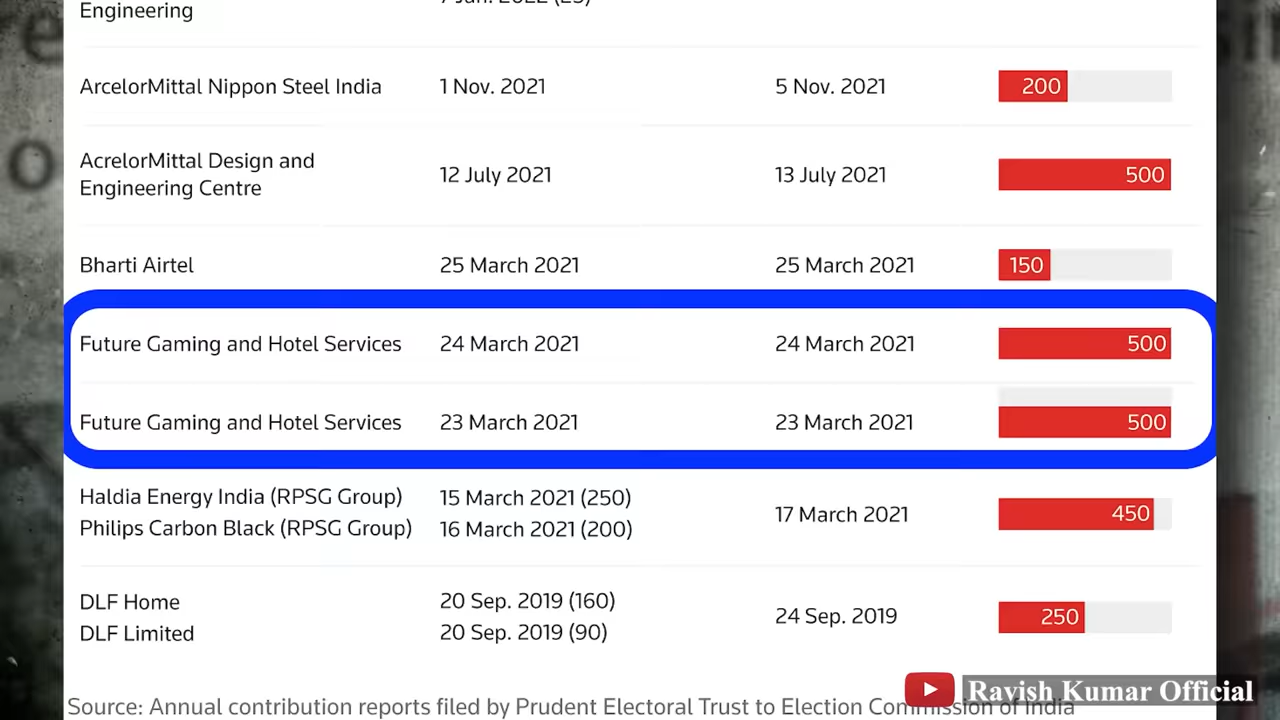 Engineering
ArcelorMittal Nippon Steel India 1 Nov. 2021 5 Nov. 2021 200
AcrelorMittal Design and
Engineering Centre 12 July 2021 13 July 2021 500
Bharti Airtel 25 March 2021 25 March 2021 150
Future Gaming and Hotel Services 24 March 2021 24 March 2021 500
Future Gaming and Hotel Services 23 March 2021 23 March 2021 500
Haldia Energy India (RPSG Group) 15 March 2021 (250)
Philips Carbon Black (RPSG Group) 16 March 2021 (200) 17 March 2021 450
DLF Home 20 Sep. 2019 (160)
DLF Limited 20 Sep. 2019 (90) 24 Sep. 2019 250
Ravish Kumar Official
Source: Annual contribution reports filed by Prudent Electoral Trust to Election Commission of India